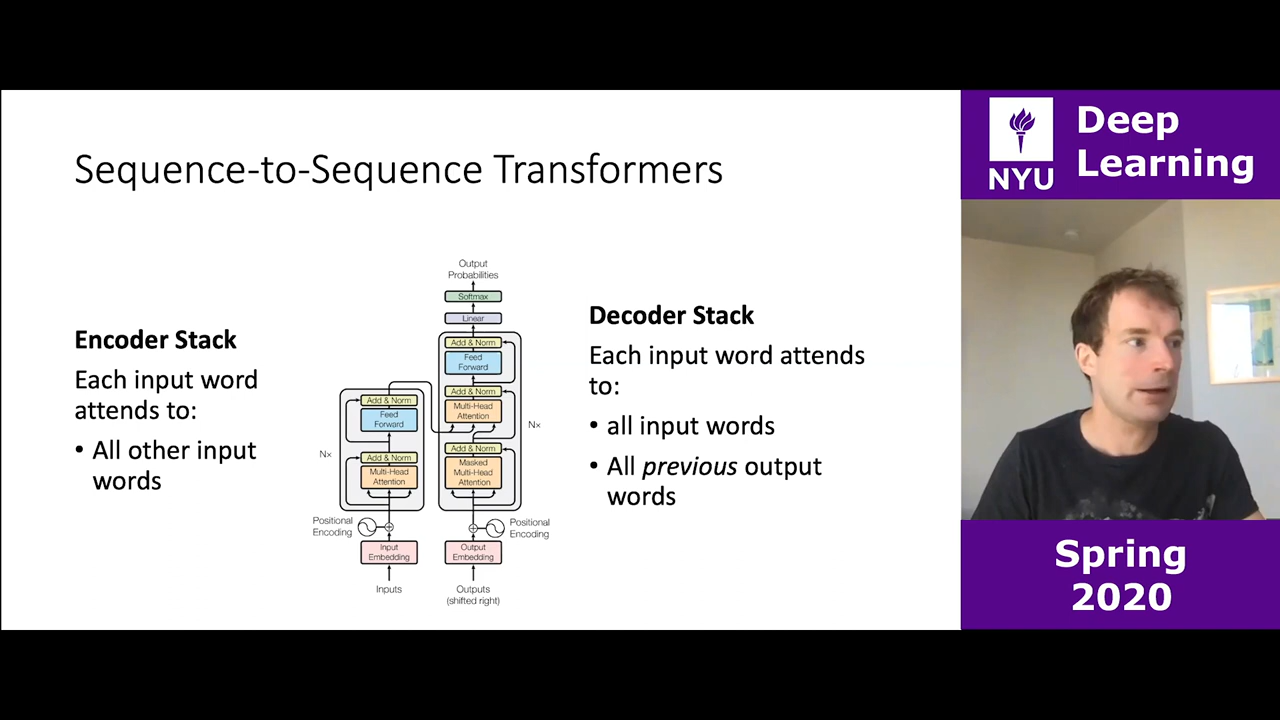 Sequence-to-Sequence Transformers
Encoder Stack
Each input word
attends to:
• All other input
words
Output
Probabilities
Softmax
Linear
Add & Norm
Feed
Forward
Add & Norm
Multi-Head
Attention
Add & Norm
Masked
Multi-Head
Attention
Nx
Positional
Encoding
Output
Embedding
Outputs
(shifted right)
Add & Norm
Feed
Forward
Add & Norm
Multi-Head
Attention
Nx
Positional
Encoding
Input
Embedding
Inputs
Decoder Stack
Each input word attends
to:
• all input words
• All previous output
words
NYU
Deep
Learning
Spring
2020